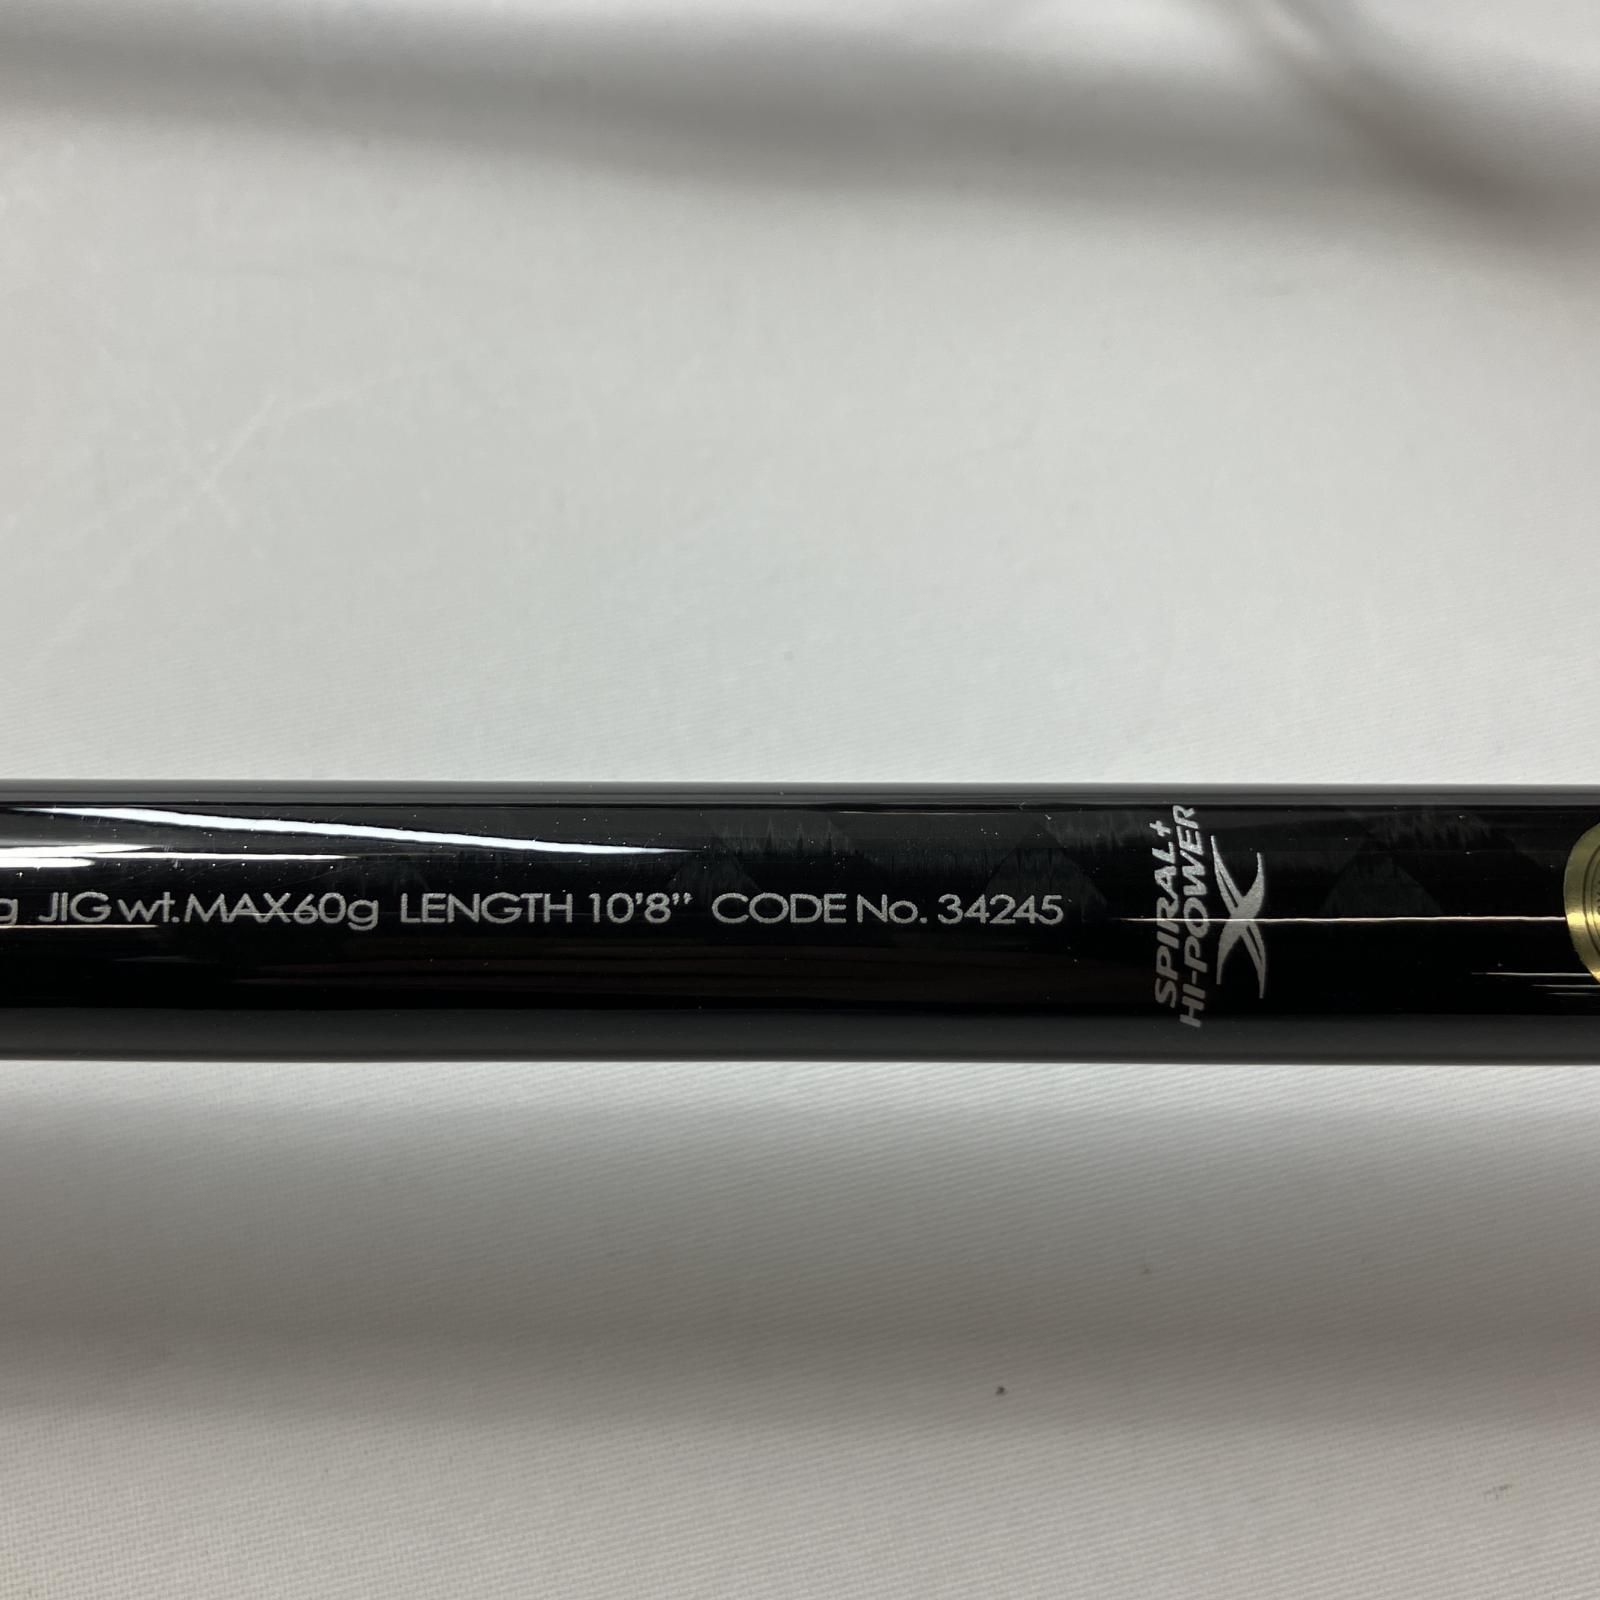 g JIG wt.MAX60g LENGTH 10'8" CODE No. 34245
SPIRAL+
HI-POWER
X